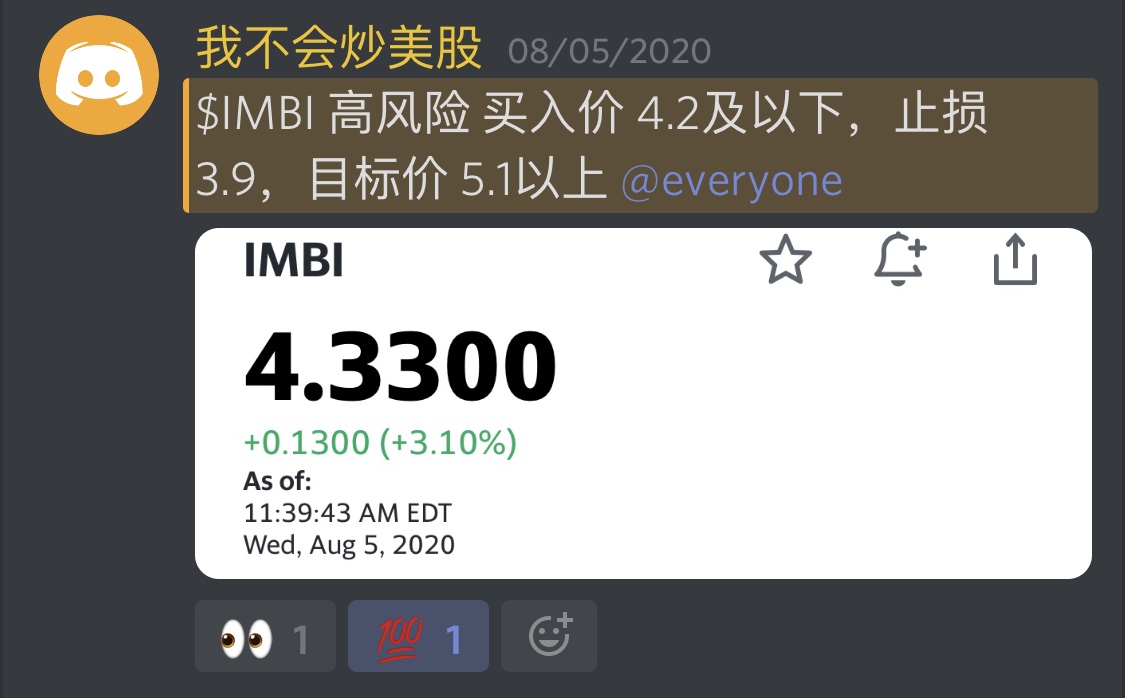 我不会炒美股 08/05/2020
$IMBI 高风险 买入价 4.2及以下，止损
3.9，目标价 5.1以上 @everyone
IMBI
4.3300
+0.1300 (+3.10%)
As of:
11:39:43 AM EDT
Wed, Aug 5, 2020
1 100 1